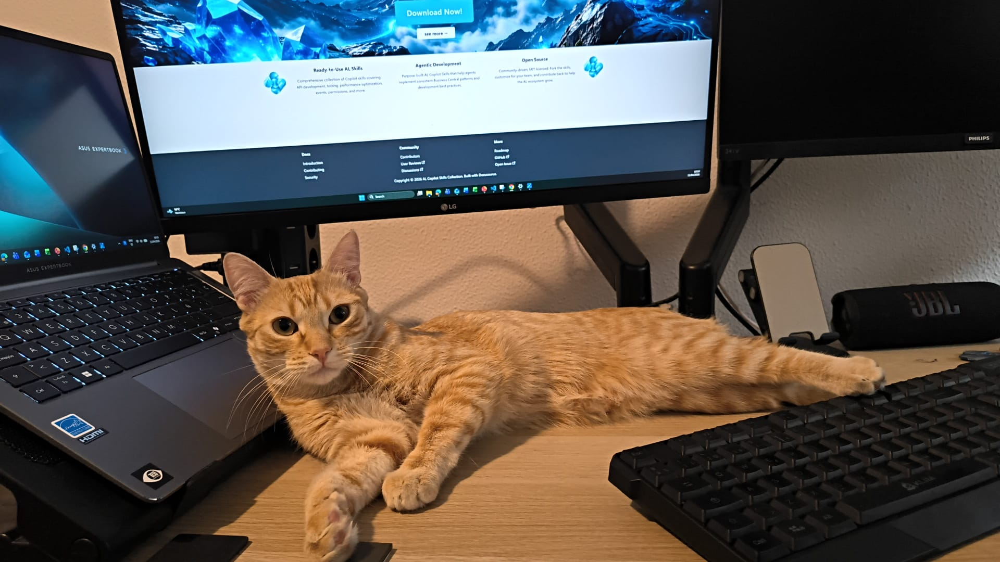 Download Now!
see more →
Ready-to-Use AL Skills
Comprehensive collection of Copilot skills covering
API development, testing, performance optimization,
events, permissions, and more.
Agentic Development
Purpose-built AL Copilot Skills that help agents
implement consistent Business Central patterns and
development best practices.
Open Source
Community-driven, MIT licensed. Fork the skills,
customize for your team, and contribute back to help
the AL ecosystem grow.
Docs
Introduction
Contributing
Security
Community
Contributors
User Reviews
Discussions
More
Roadmap
GitHub
Open Issue
Copyright © 2026 AL Copilot Skills Collection. Built with Docusaurus.
Search
LG
PHILIPS
ASUS EXPERTBOOK
ASUS EXPERTBOOK
JBL
HDMI
Q W E R T Y U I O P
A S D F G H J K L Ñ
Z X C V B N M
Ctrl
fn
Alt